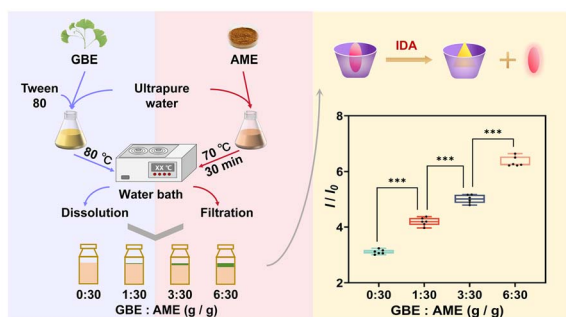 GBE
AME
Tween
80
Ultrapure
water
80 ℃
70 ℃
30 min
Water bath
Dissolution
Filtration
0:30
1:30
3:30
6:30
GBE : AME (g / g)
IDA
+
8
6
4
2
I / I0
***
***
***
0:30
1:30
3:30
6:30
GBE : AME (g / g)